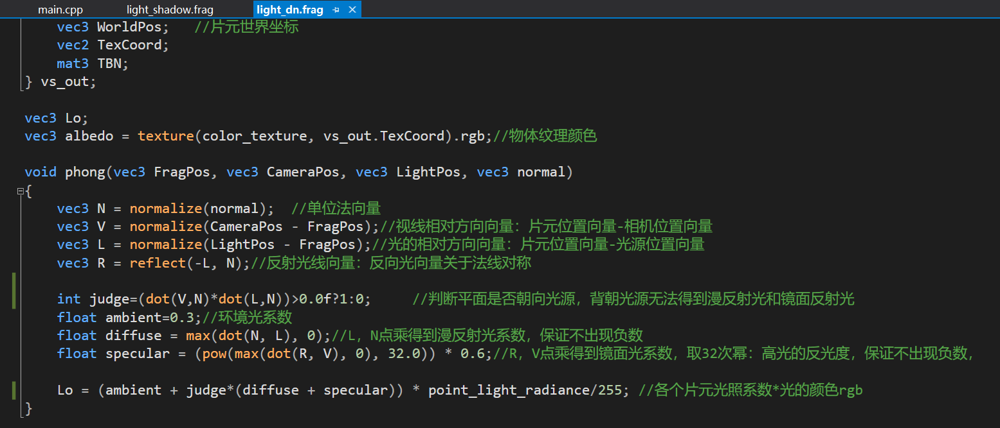 main.cpp light_shadow.frag light_dn.frag
vec3 WorldPos; //片元世界坐标
vec2 TexCoord;
mat3 TBN;
} vs_out;
vec3 Lo;
vec3 albedo = texture(color_texture, vs_out.TexCoord).rgb;//物体纹理颜色
void phong(vec3 FragPos, vec3 CameraPos, vec3 LightPos, vec3 normal)
{
vec3 N = normalize(normal); //单位法向量
vec3 V = normalize(CameraPos - FragPos);//视线相对方向向量：片元位置向量-相机位置向量
vec3 L = normalize(LightPos - FragPos);//光的相对方向向量：片元位置向量-光源位置向量
vec3 R = reflect(-L, N);//反射光线向量：反向光向量关于法线对称
int judge=(dot(V,N)*dot(L,N))>0.0f?1:0; //判断平面是否朝向光源，背朝光源无法得到漫反射光和镜面反射光
float ambient=0.3;//环境光系数
float diffuse = max(dot(N, L), 0);//L，N点乘得到漫反射光系数，保证不出现负数
float specular = (pow(max(dot(R, V), 0), 32.0)) * 0.6;//R，V点乘得到镜面光系数，取32次幂：高光的反光度，保证不出现负数，
Lo = (ambient + judge*(diffuse + specular)) * point_light_radiance/255; //各个片元光照系数*光的颜色rgb
}